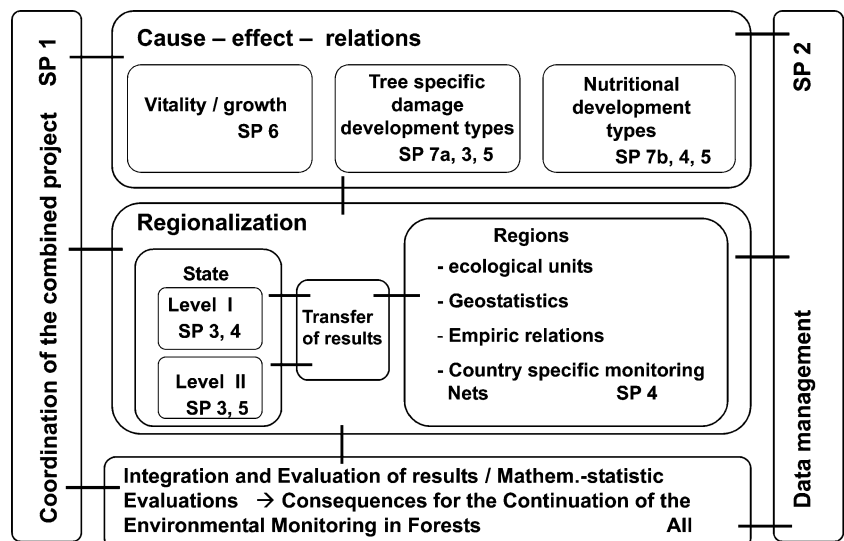 Coordination of the combined project SP 1
Cause – effect – relations
Vitality / growth
SP 6
Tree specific
damage
development types
SP 7a, 3, 5
Nutritional
development
types
SP 7b, 4, 5
Regionalization
State
Level I
SP 3, 4
Level II
SP 3, 5
Transfer
of results
Regions
- ecological units
- Geostatistics
- Empiric relations
- Country specific monitoring
Nets SP 4
Integration and Evaluation of results / Mathem.-statistic
Evaluations → Consequences for the Continuation of the
Environmental Monitoring in Forests All
Data management SP 2